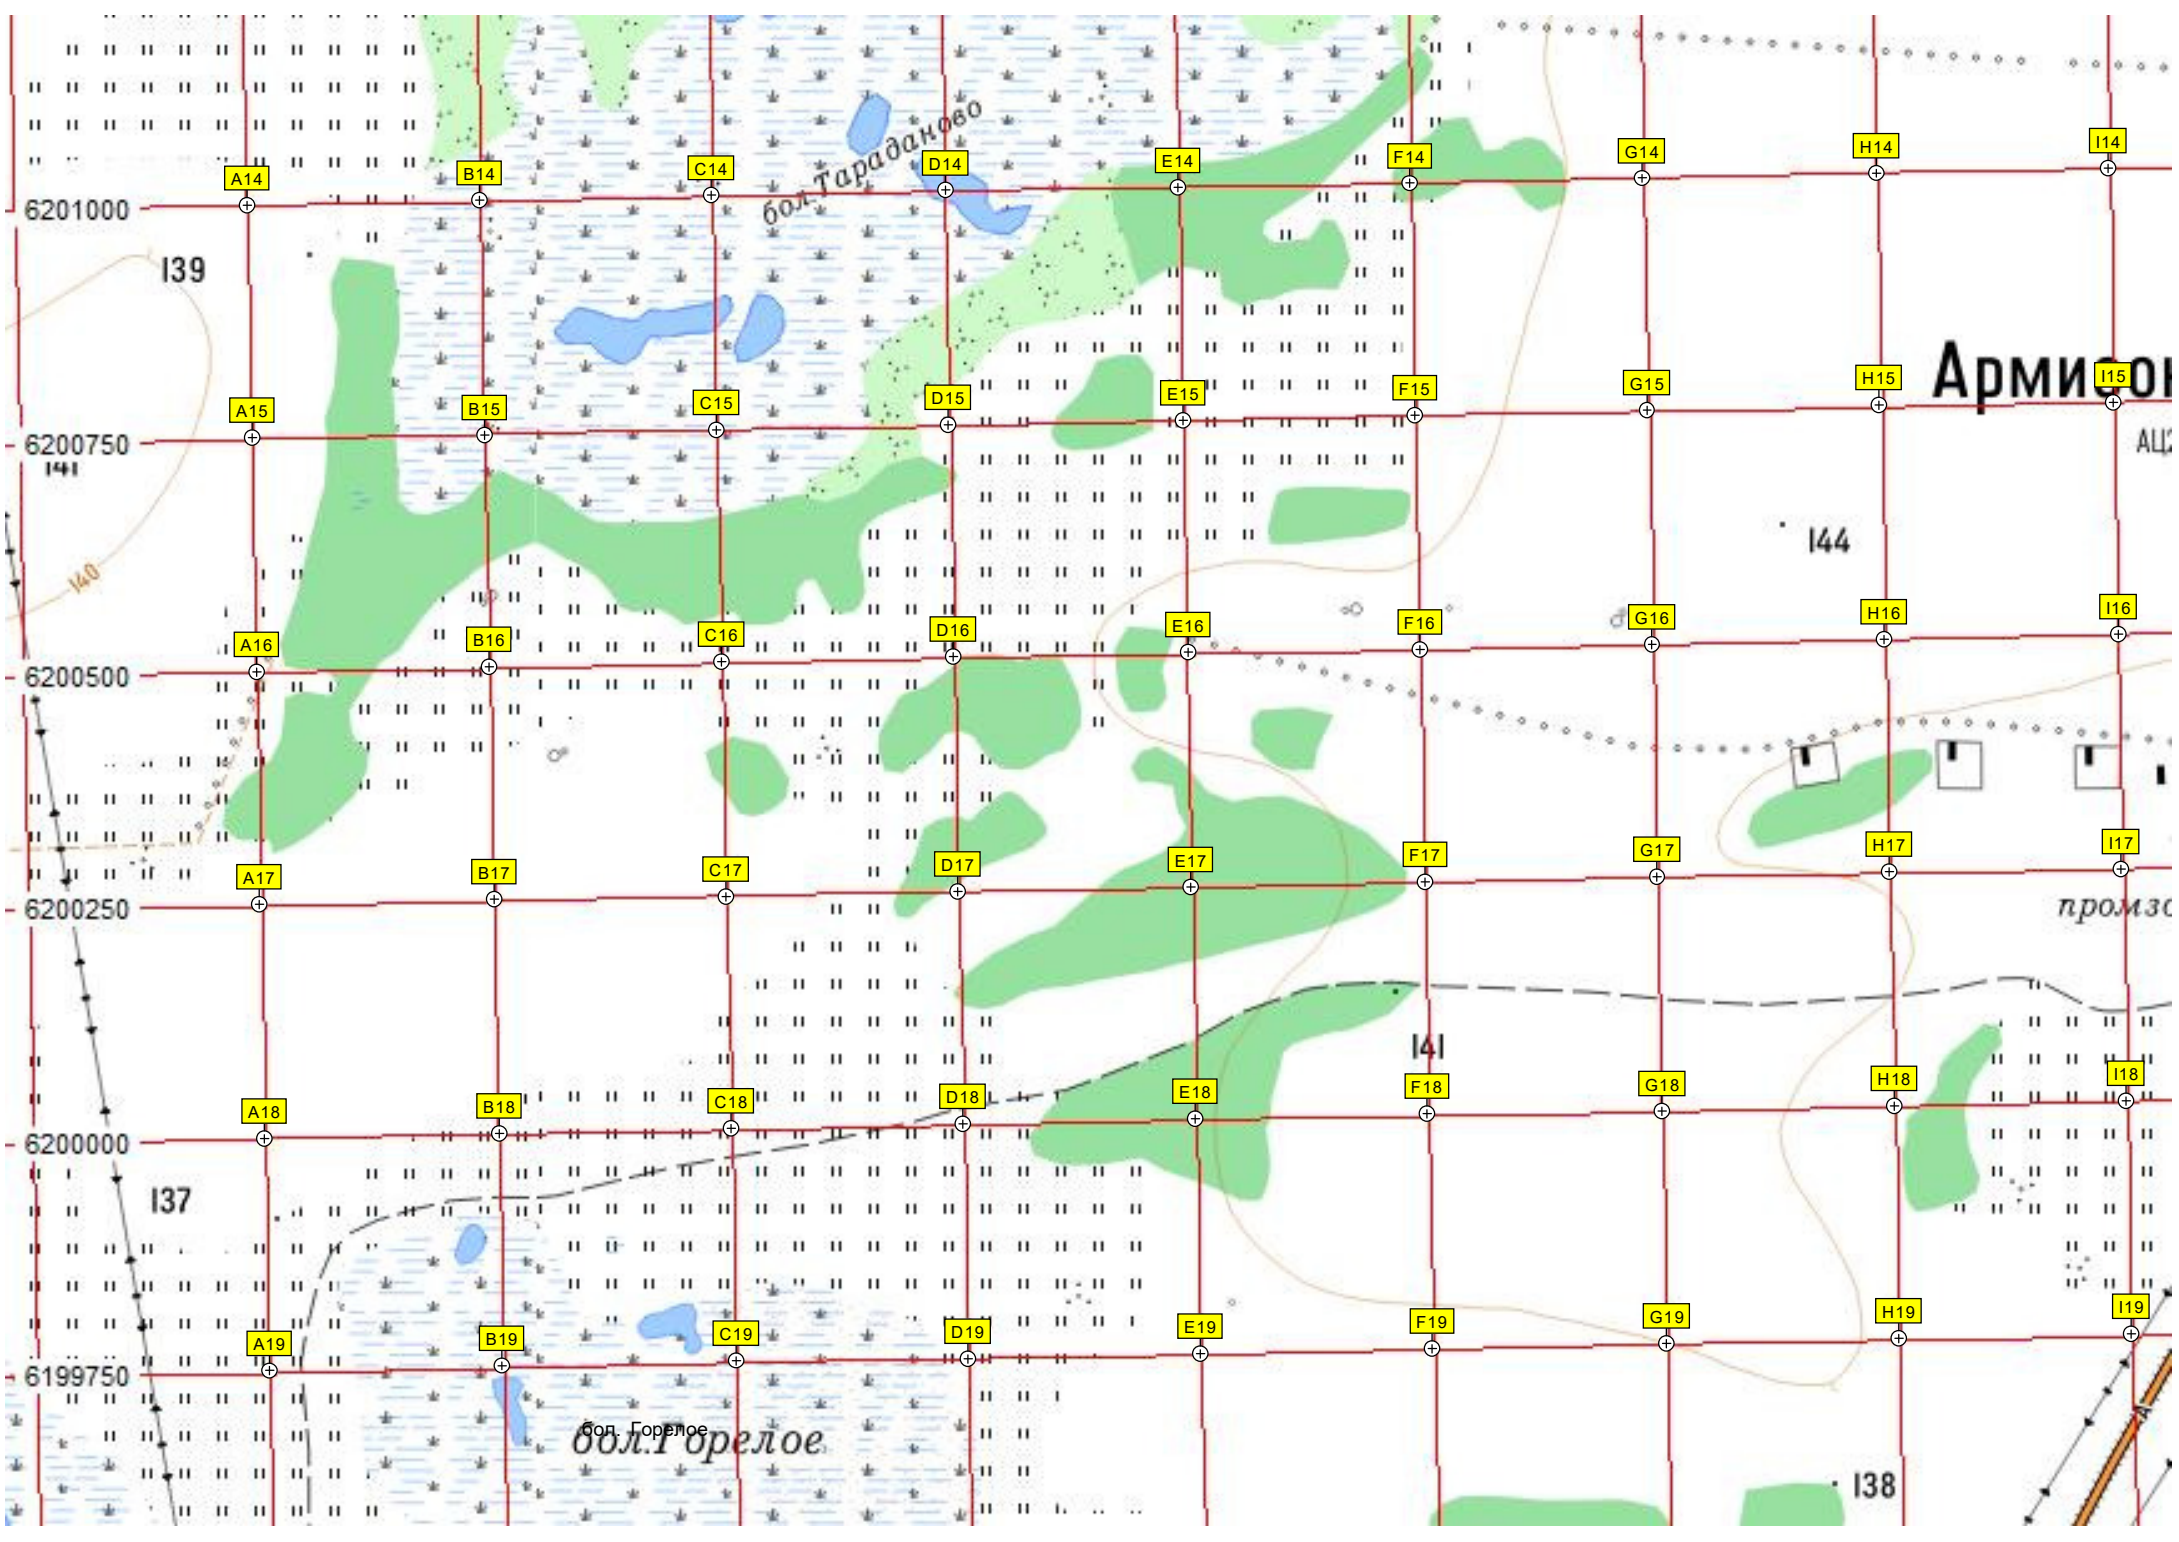 A14 B14 C14 D14 E14 F14 G14 H14 I14
6201000
бол.Тараданово
139
A15 B15 C15 D15 E15 F15 G15 H15 I15
6200750
141
АЦ
140
144
A16 B16 C16 D16 E16 F16 G16 H16 I16
6200500
A17 B17 C17 D17 E17 F17 G17 H17 I17
6200250
141
A18 B18 C18 D18 E18 F18 G18 H18 I18
6200000
137
A19 B19 C19 D19 E19 F19 G19 H19 I19
6199750
бол. Горелое
бол.Горелое
138